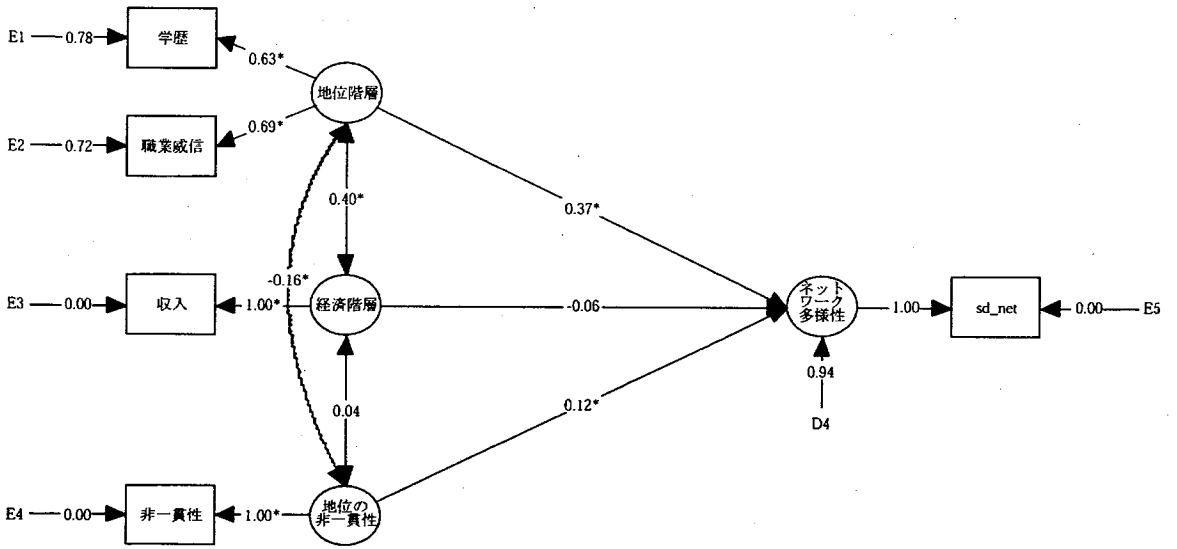 E1
0.78
学歴
0.63*
地位階層
E2
0.72
職業威信
0.69*
0.40*
0.37*
-0.16*
E3
0.00
収入
1.00*
経済階層
-0.06
ネット
ワーク
多様性
1.00
sd_net
0.00
E5
0.94
D4
0.04
0.12*
E4
0.00
非一貫性
1.00*
地位の
非一貫性